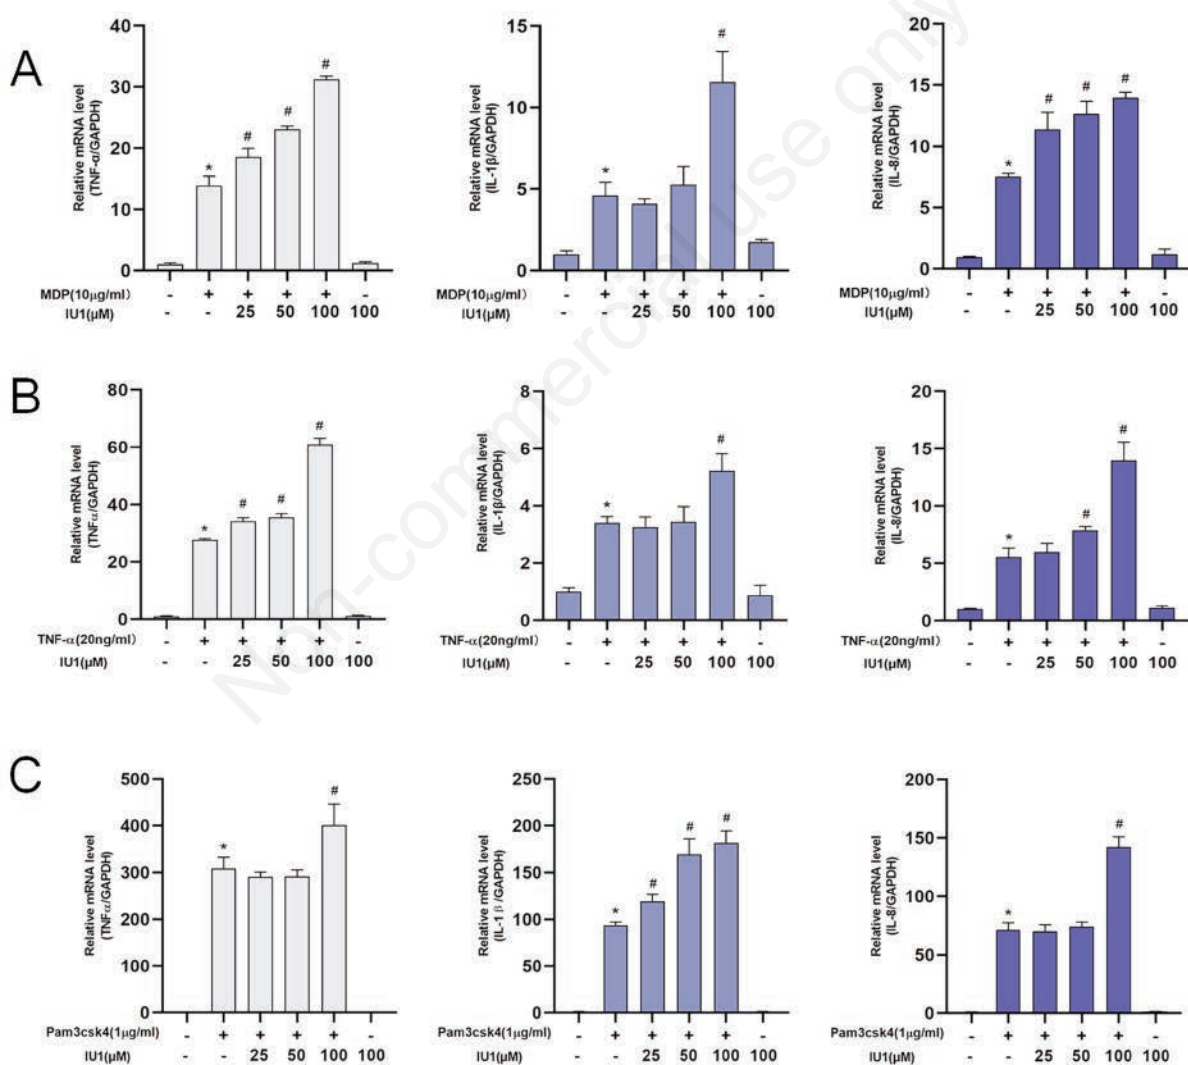 A
Relative mRNA level
(TNF-α/GAPDH)
40
30
20
10
0
* # # #
MDP(10μg/ml) - + + + + -
IU1(μM) - - 25 50 100 100
Relative mRNA level
(IL-1β/GAPDH)
15
10
5
0
* #
MDP(10μg/ml) - + + + + -
IU1(μM) - - 25 50 100 100
Relative mRNA level
(IL-8/GAPDH)
20
15
10
5
0
* # # #
MDP(10μg/ml) - + + + + -
IU1(μM) - - 25 50 100 100
B
Relative mRNA level
(TNFα/GAPDH)
80
60
40
20
0
* # # #
TNF-α(20ng/ml) - + + + + -
IU1(μM) - - 25 50 100 100
Relative mRNA level
(IL-1β/GAPDH)
8
6
4
2
0
* #
TNF-α(20ng/ml) - + + + + -
IU1(μM) - - 25 50 100 100
Relative mRNA level
(IL-8/GAPDH)
20
15
10
5
0
* # #
TNF-α(20ng/ml) - + + + + -
IU1(μM) - - 25 50 100 100
C
Relative mRNA level
(TNFα/GAPDH)
500
400
300
200
100
0
* #
Pam3csk4(1μg/ml) - + + + + -
IU1(μM) - - 25 50 100 100
Relative mRNA level
(IL-1 β /GAPDH)
250
200
150
100
50
0
* # # #
Pam3csk4(1μg/ml) - + + + + -
IU1(μM) - - 25 50 100 100
Relative mRNA level
(IL-8/GAPDH)
200
150
100
50
0
* #
Pam3csk4(1μg/ml) - + + + + -
IU1(μM) - - 25 50 100 100
Non-commercial use only